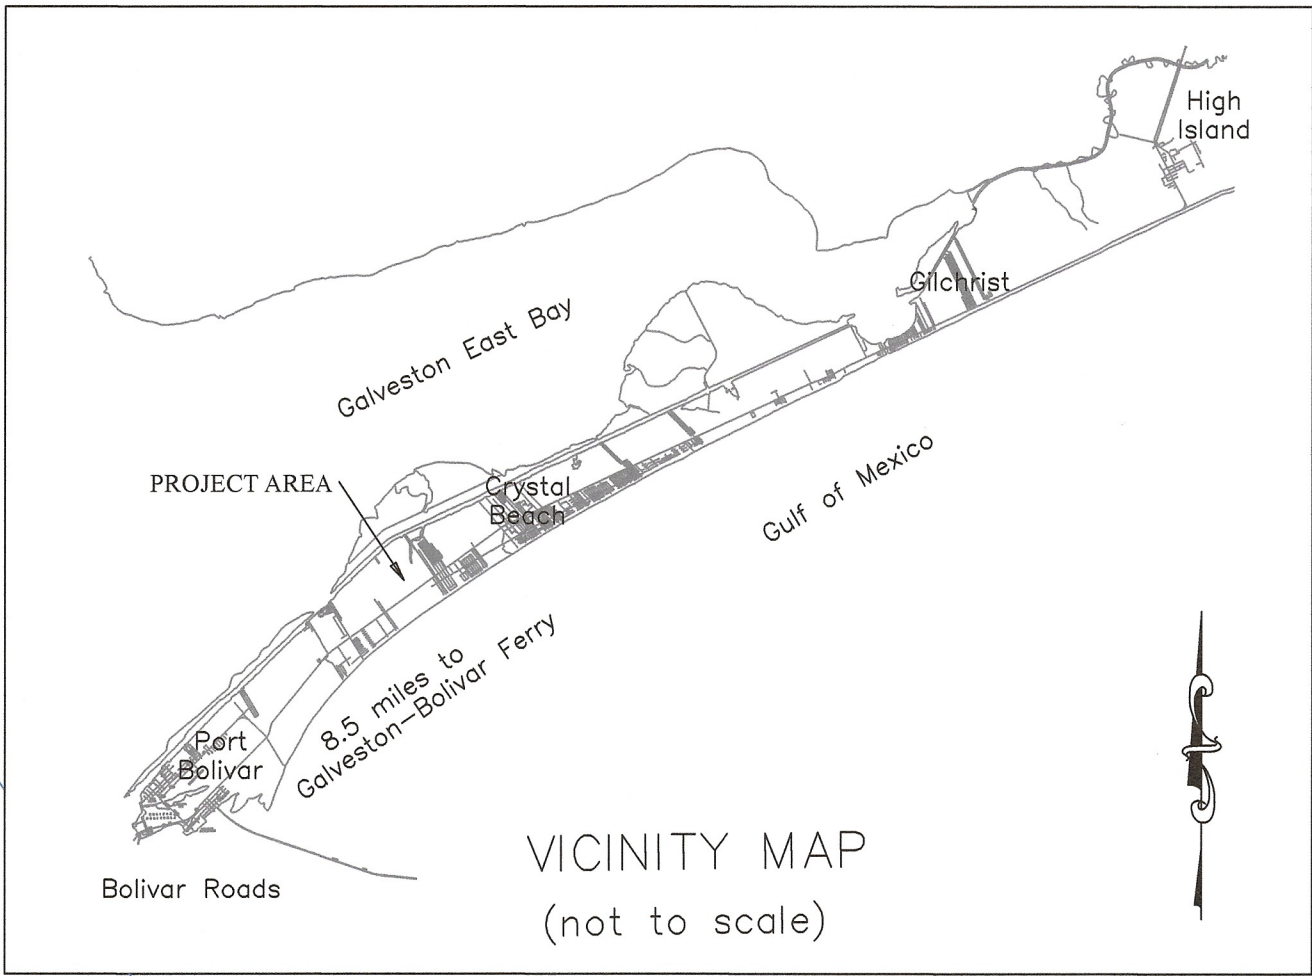 High
Island
Gilchrist
Galveston East Bay
Gulf of Mexico
PROJECT AREA
Crystal
Beach
8.5 miles to
Galveston–Bolivar Ferry
Port
Bolivar
Bolivar Roads
VICINITY MAP
(not to scale)